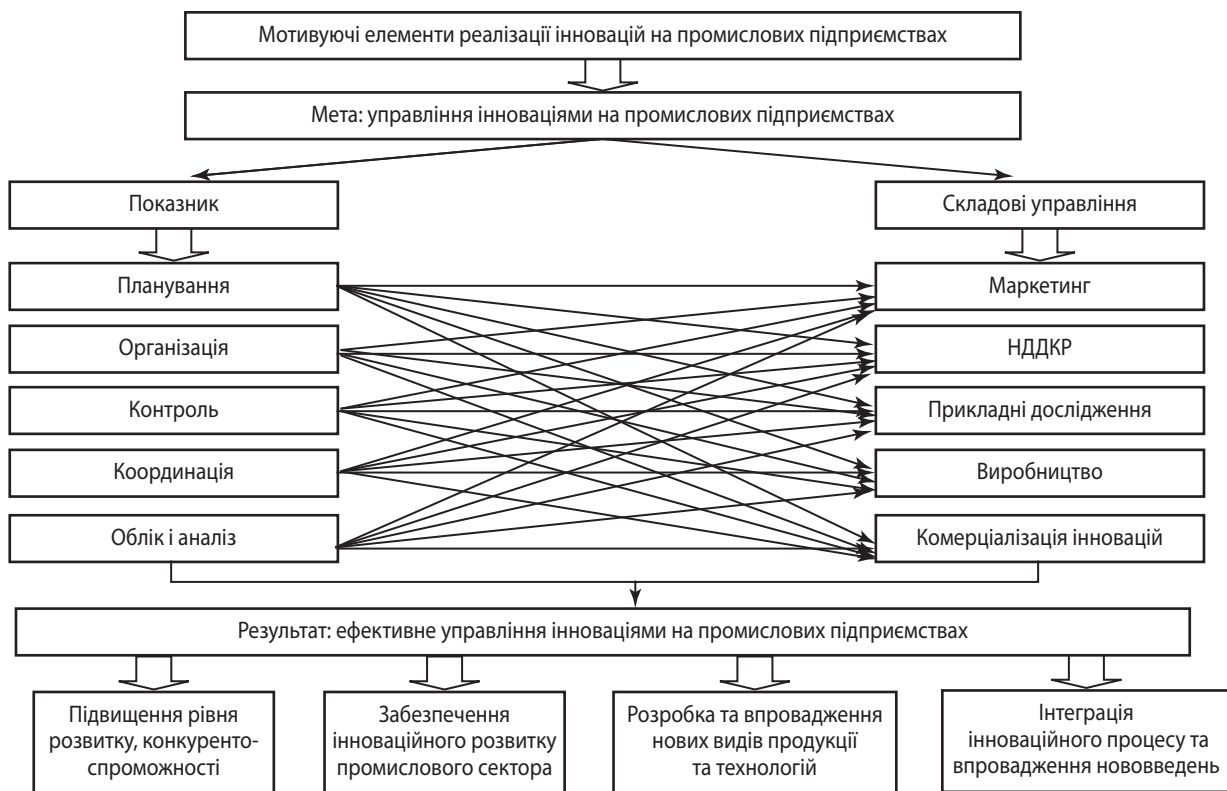 Мотивуючі елементи реалізації інновацій на промислових підприємствах
Мета: управління інноваціями на промислових підприємствах
Показник
Складові управління
Планування
Маркетинг
Організація
НДДКР
Контроль
Прикладні дослідження
Координація
Виробництво
Облік і аналіз
Комерціалізація інновацій
Результат: ефективне управління інноваціями на промислових підприємствах
Підвищення рівня
розвитку, конкуренто-
спроможності
Забезпечення
інноваційного розвитку
промислового сектора
Розробка та впровадження
нових видів продукції
та технологій
Інтеграція
інноваційного процесу та
впровадження нововведень